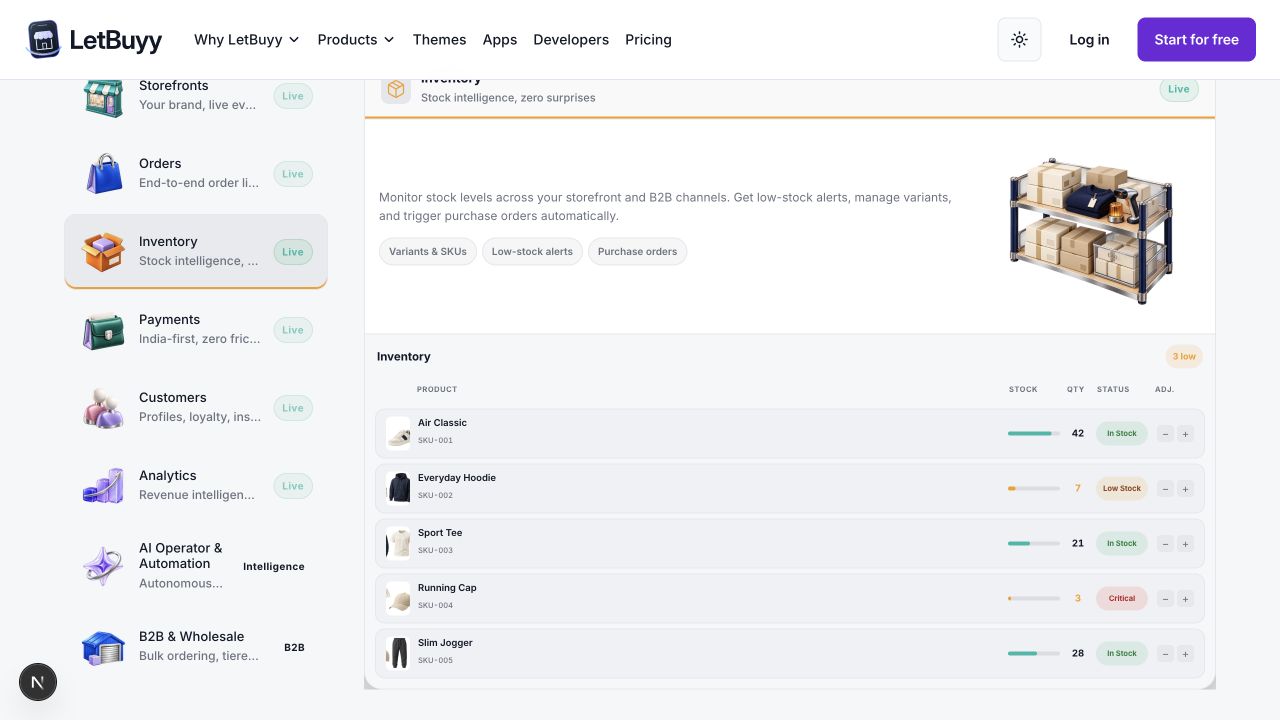 LetBuyy
Why LetBuyy
Products
Themes
Apps
Developers
Pricing
Log in
Start for free
Storefronts
Your brand, live ev...
Live
Orders
End-to-end order li...
Live
Inventory
Stock intelligence, ...
Live
Payments
India-first, zero fric...
Live
Customers
Profiles, loyalty, ins...
Live
Analytics
Revenue intelligen...
Live
AI Operator &
Automation
Autonomous...
Intelligence
B2B & Wholesale
Bulk ordering, tiere...
B2B
N
Inventory
Stock intelligence, zero surprises
Live
Monitor stock levels across your storefront and B2B channels. Get low-stock alerts, manage variants,
and trigger purchase orders automatically.
Variants & SKUs
Low-stock alerts
Purchase orders
Inventory
3 low
PRODUCT STOCK QTY STATUS ADJ.
Air Classic
SKU-001
42 In Stock − +
Everyday Hoodie
SKU-002
7 Low Stock − +
Sport Tee
SKU-003
21 In Stock − +
Running Cap
SKU-004
3 Critical − +
Slim Jogger
SKU-005
28 In Stock − +